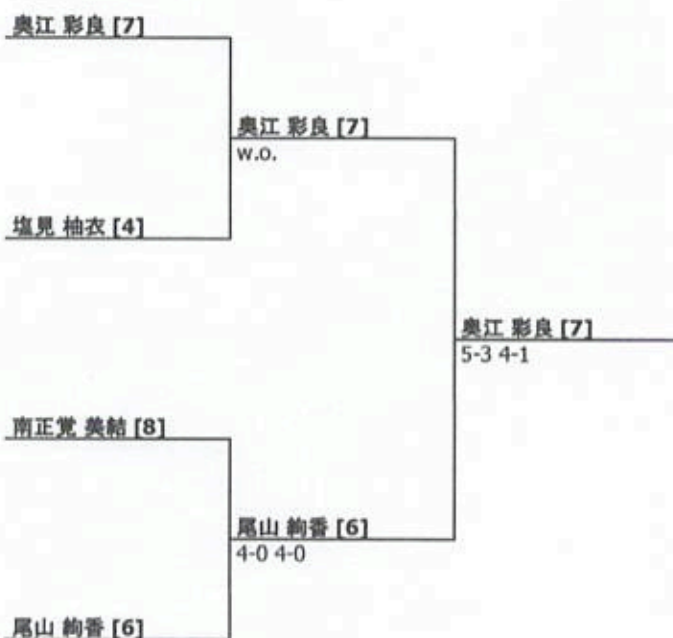 奥江 彩良 [7]
奥江 彩良 [7]
w.o.
塩見 柚衣 [4]
奥江 彩良 [7]
5-3 4-1
南正覚 美結 [8]
尾山 絢香 [6]
4-0 4-0
尾山 絢香 [6]